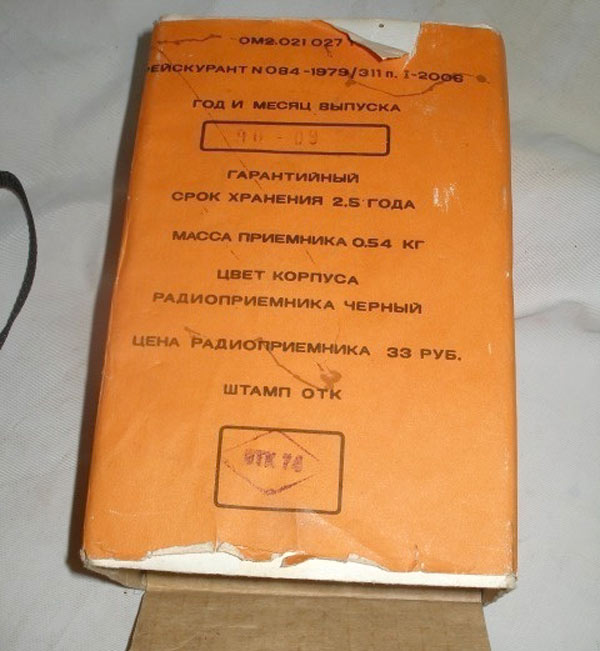 ОМ2.021 027
ЕЙСКУРАНТ N 084-1979/311 п. I-2006
ГОД И МЕСЯЦ ВЫПУСКА
90 - 09
ГАРАНТИЙНЫЙ
СРОК ХРАНЕНИЯ 2.5 ГОДА
МАССА ПРИЕМНИКА 0.54 КГ
ЦВЕТ КОРПУСА
РАДИОПРИЕМНИКА ЧЕРНЫЙ
ЦЕНА РАДИОПРИЕМНИКА 33 РУБ.
ШТАМП ОТК
ОТК 74